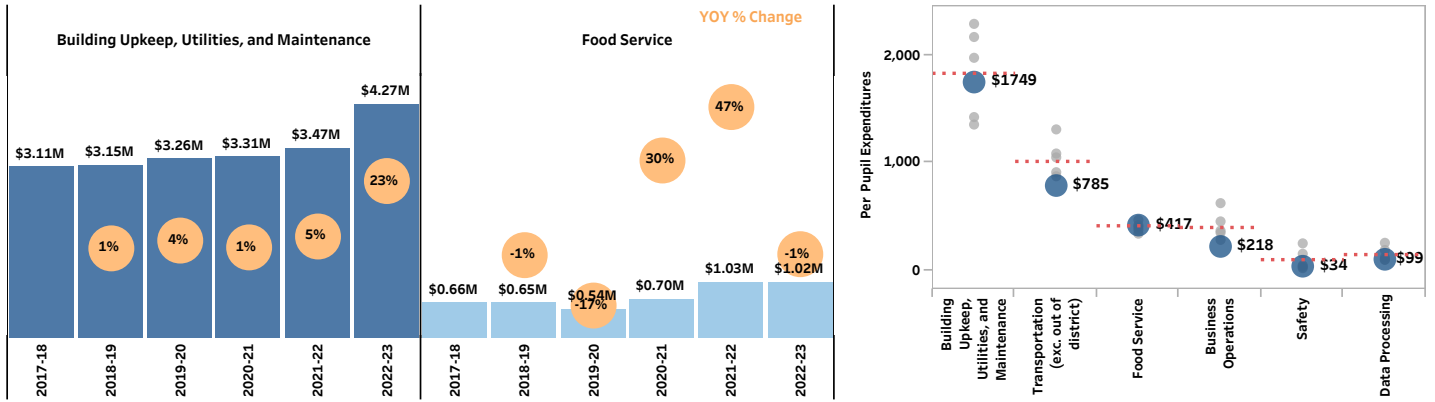 YOY % Change
Building Upkeep, Utilities, and Maintenance
Food Service
$3.11M
$3.15M
$3.26M
$3.31M
$3.47M
$4.27M
1%
4%
1%
5%
23%
$0.66M
$0.65M
$0.54M
$0.70M
$1.03M
$1.02M
-1%
-17%
30%
47%
-1%
2017-18
2018-19
2019-20
2020-21
2021-22
2022-23
2017-18
2018-19
2019-20
2020-21
2021-22
2022-23
Per Pupil Expenditures
2,000
1,000
0
$1749
$785
$417
$218
$34
$99
Building
Upkeep,
Utilities, and
Maintenance
Transportation
(exc. out of
district)
Food Service
Business
Operations
Safety
Data Processing